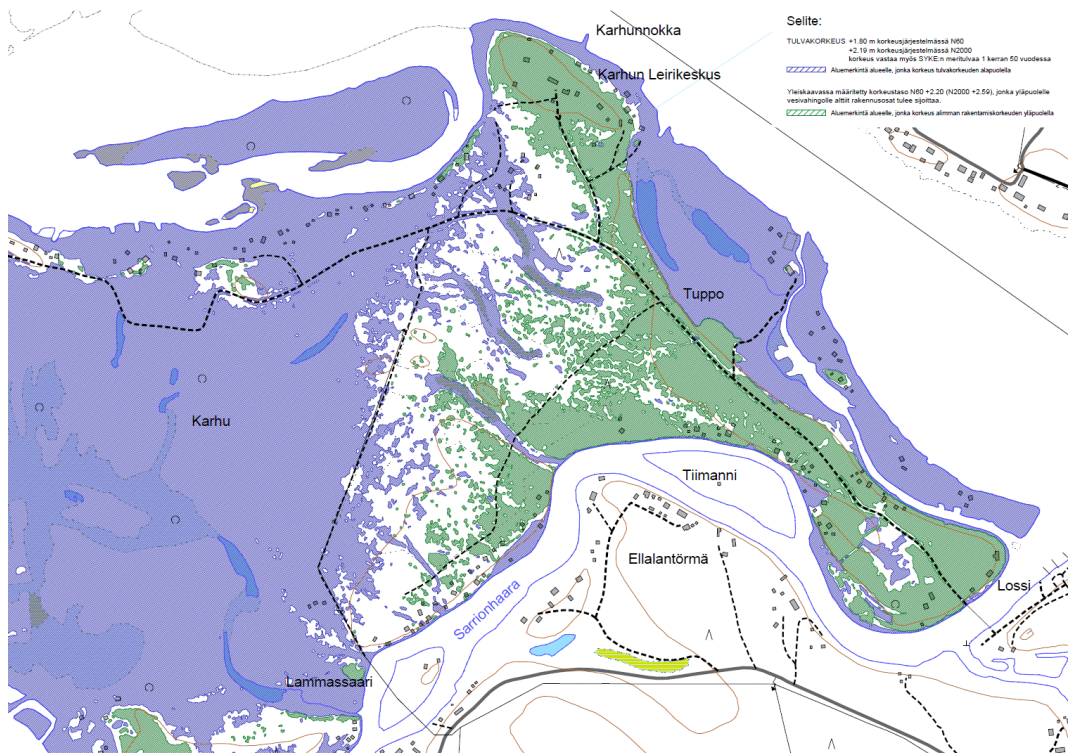 Selite:
TULVAKORKEUS +1.80 m korkeusjärjestelmässä N60
+2.19 m korkeusjärjestelmässä N2000
korkeus vastaa myös SYKE:n meritulvaa 1 kerran 50 vuodessa
Aluemerkintä alueelle, jonka korkeus tulvakorkeuden alapuolella
Yleiskaavassa määritetty korkeustaso N60 +2.20 (N2000 +2.59), jonka yläpuolelle
vesivahingolle alttiit rakennusosat tulee sijoittaa.
Aluemerkintä alueelle, jonka korkeus alimman rakentamiskorkeuden yläpuolella
Karhunnokka
Karhun Leirikeskus
Tuppo
Karhu
Tiimanni
Ellalantörmä
Sarrionhaara
Lossi
Lammassaari